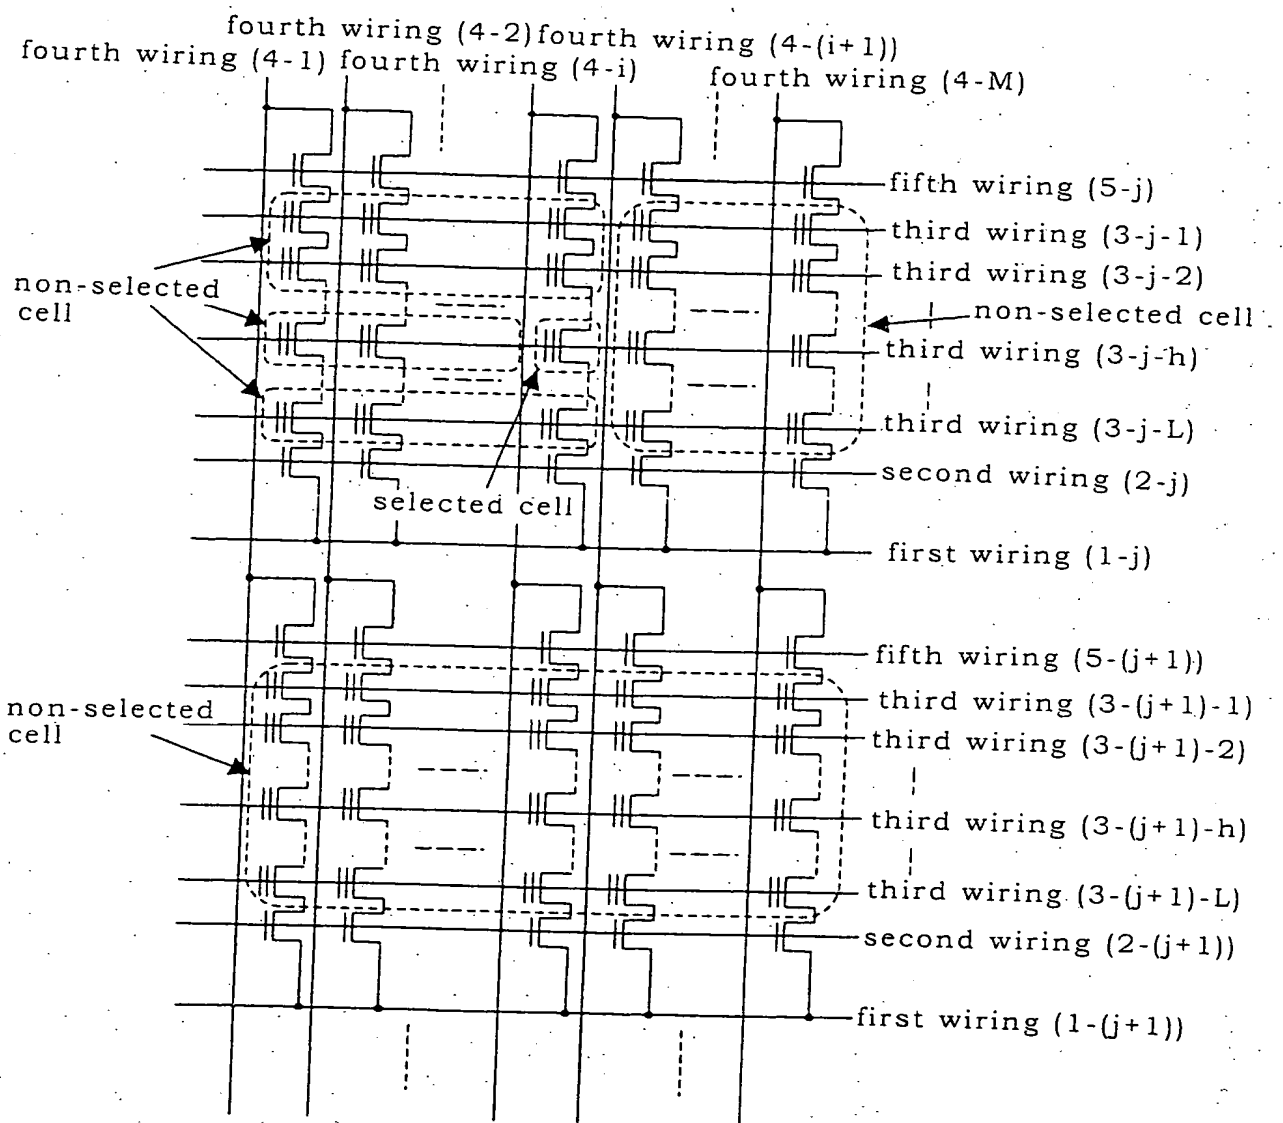 fourth wiring (4-2) fourth wiring (4-(i+1))
fourth wiring (4-1) fourth wiring (4-i)
fourth wiring (4-M)
fifth wiring (5-j)
third wiring (3-j-1)
third wiring (3-j-2)
non-selected
cell
non-selected cell
third wiring (3-j-h)
third wiring (3-j-L)
second wiring (2-j)
selected cell
first wiring (1-j)
fifth wiring (5-(j+1))
third wiring (3-(j+1)-1)
non-selected
cell
third wiring (3-(j+1)-2)
third wiring (3-(j+1)-h)
third wiring (3-(j+1)-L)
second wiring (2-(j+1))
first wiring (1-(j+1))